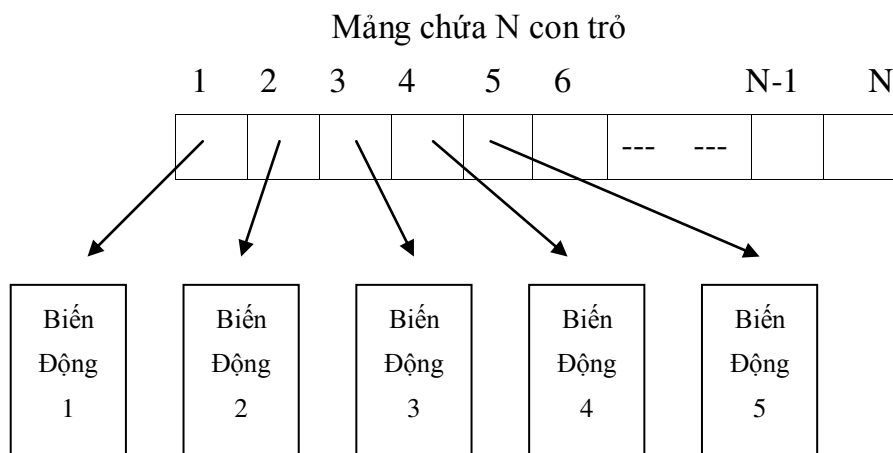 Mảng chứa N con trỏ
1 2 3 4 5 6 N-1 N
--- ---
Biến Biến Biến Biến Biến
Động Động Động Động Động
1 2 3 4 5